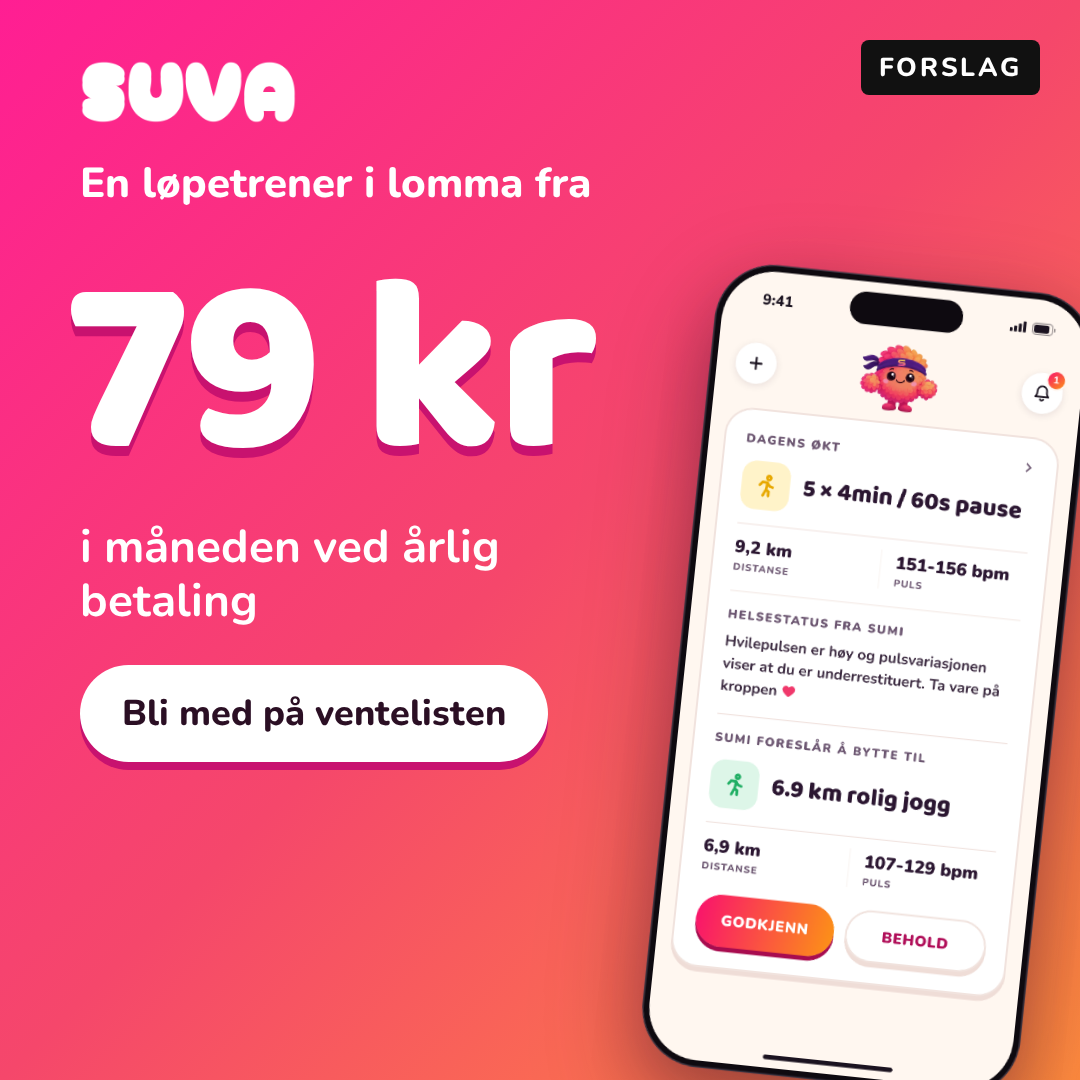 SUVA
FORSLAG
En løpetrener i lomma fra
79 kr
i måneden ved årlig
betaling
Bli med på ventelisten
9:41
1
S
DAGENS ØKT
5 × 4min / 60s pause
9,2 km
DISTANSE
151-156 bpm
PULS
HELSESTATUS FRA SUMI
Hvilepulsen er høy og pulsvariasjonen
viser at du er underrestituert. Ta vare på
kroppen ❤️
SUMI FORESLÅR Å BYTTE TIL
6.9 km rolig jogg
6,9 km
DISTANSE
107-129 bpm
PULS
GODKJENN
BEHOLD